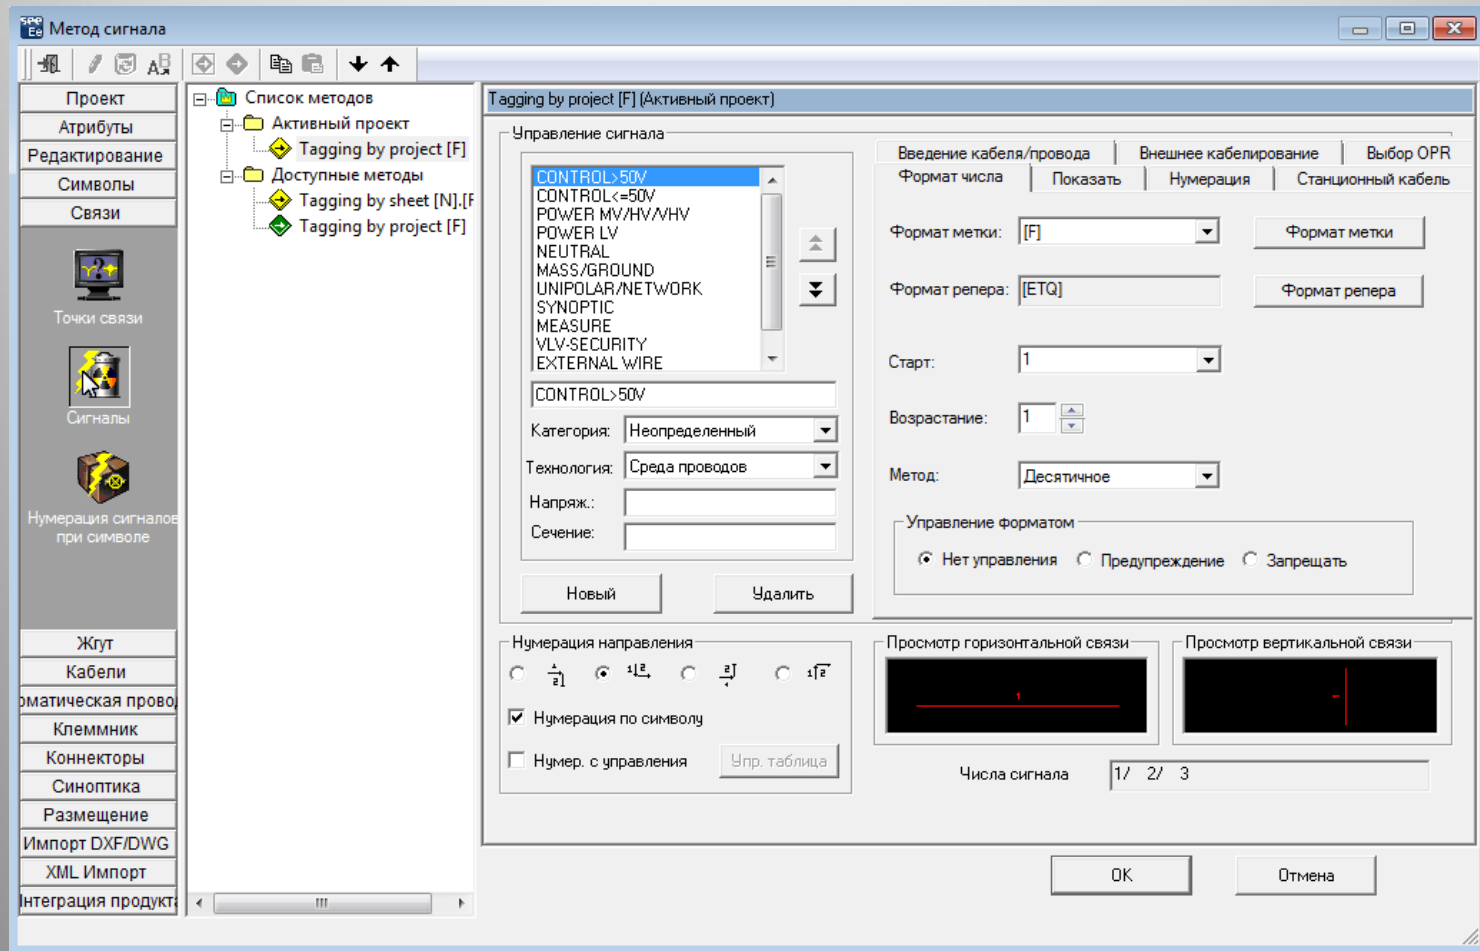 Метод сигнала
Проект
Атрибуты
Редактирование
Символы
Связи
Точки связи
Сигналы
Нумерация сигналов
при символе
Жгут
Кабели
оматическая прово
Клеммник
Коннекторы
Синоптика
Размещение
Импорт DXF/DWG
XML Импорт
Интеграция продукт
Список методов
Активный проект
Tagging by project [F]
Доступные методы
Tagging by sheet [N].[F
Tagging by project [F]
Tagging by project [F] (Активный проект)
Управление сигнала
CONTROL>50V
CONTROL<=50V
POWER MV/HV/VHV
POWER LV
NEUTRAL
MASS/GROUND
UNIPOLAR/NETWORK
SYNOPTIC
MEASURE
VLV-SECURITY
EXTERNAL WIRE
CONTROL>50V
Категория: Неопределенный
Технология: Среда проводов
Напряж.:
Сечение:
Новый Удалить
Введение кабеля/провода Внешнее кабелирование Выбор OPR
Формат числа Показать Нумерация Станционный кабель
Формат метки: [F] Формат метки
Формат репера: [ETQ] Формат репера
Старт: 1
Возрастание: 1
Метод: Десятичное
Управление форматом
Нет управления Предупреждение Запрещать
Нумерация направления
Нумерация по символу
Нумер. с управления Упр. таблица
Просмотр горизонтальной связи Просмотр вертикальной связи
1
Числа сигнала 1/ 2/ 3
OK Отмена